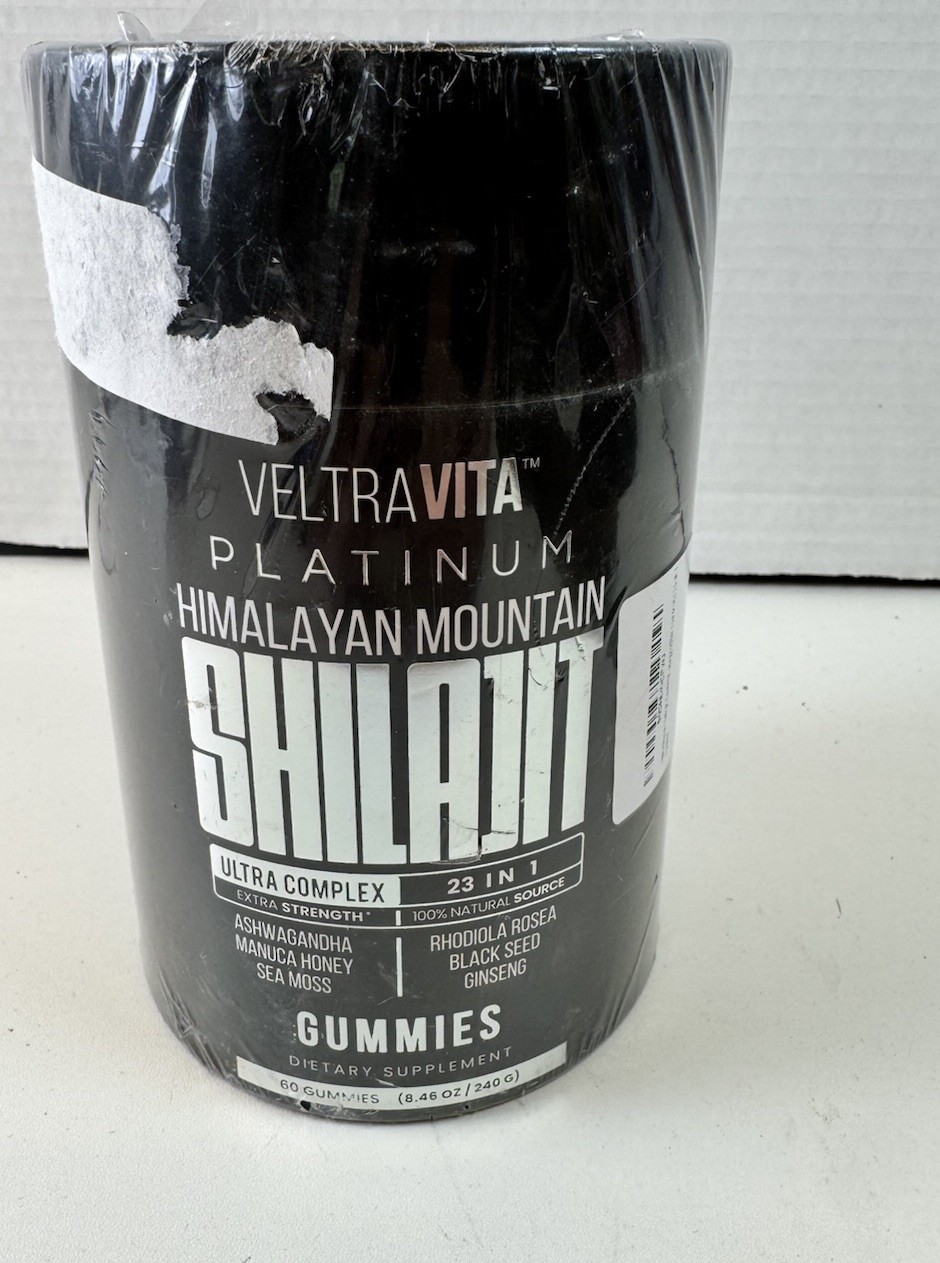 VELTRAVITA™
PLATINUM
HIMALAYAN MOUNTAIN
SHILAJIT
ULTRA COMPLEX
23 IN 1
EXTRA STRENGTH*
100% NATURAL SOURCE
ASHWAGANDHA
MANUCA HONEY
SEA MOSS
RHODIOLA ROSEA
BLACK SEED
GINSENG
GUMMIES
DIETARY SUPPLEMENT
60 GUMMIES (8.46 OZ / 240 G)